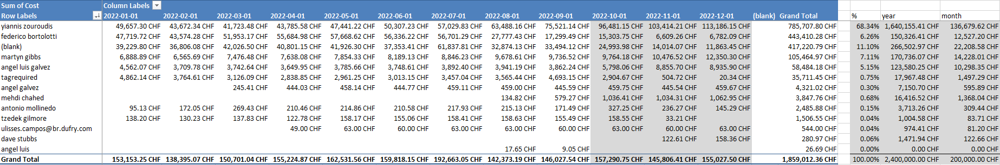 Sum of Cost Column Labels
Row Labels 2022-01-01 2022-02-01 2022-03-01 2022-04-01 2022-05-01 2022-06-01 2022-07-01 2022-08-01 2022-09-01 2022-10-01 2022-11-01 2022-12-01 (blank) Grand Total % year month
yiannis zouroudis 49,657.30 CHF 43,672.34 CHF 41,723.48 CHF 43,785.58 CHF 47,441.22 CHF 50,307.23 CHF 57,029.83 CHF 63,488.16 CHF 75,521.14 CHF 96,481.15 CHF 103,414.21 CHF 113,186.15 CHF 785,707.80 CHF 68.34% 1,640,155.41 CHF 136,679.62 CHF
federico bortolotti 47,719.72 CHF 43,574.28 CHF 51,953.17 CHF 55,684.98 CHF 57,668.62 CHF 56,336.22 CHF 56,701.29 CHF 27,777.43 CHF 17,299.49 CHF 15,303.75 CHF 6,609.26 CHF 6,782.09 CHF 443,410.28 CHF 6.26% 150,326.41 CHF 12,527.20 CHF
(blank) 39,229.80 CHF 36,806.08 CHF 42,026.50 CHF 40,801.15 CHF 41,926.30 CHF 37,353.41 CHF 61,837.81 CHF 32,874.13 CHF 33,494.12 CHF 24,993.98 CHF 14,014.07 CHF 11,863.45 CHF 417,220.79 CHF 11.10% 266,502.97 CHF 22,208.58 CHF
martyn gibbs 6,888.89 CHF 6,565.69 CHF 7,476.48 CHF 7,638.08 CHF 7,854.33 CHF 8,189.13 CHF 8,846.23 CHF 9,678.61 CHF 9,736.52 CHF 9,764.18 CHF 10,476.52 CHF 12,350.30 CHF 105,464.97 CHF 7.11% 170,736.07 CHF 14,228.01 CHF
angel luis galvez 4,562.07 CHF 3,709.78 CHF 3,742.64 CHF 3,649.95 CHF 3,785.66 CHF 3,748.61 CHF 3,892.40 CHF 3,941.19 CHF 3,862.24 CHF 5,798.06 CHF 8,855.70 CHF 8,935.90 CHF 58,484.18 CHF 5.15% 123,580.25 CHF 10,298.35 CHF
tagrequired 4,862.14 CHF 3,764.61 CHF 3,126.09 CHF 2,838.85 CHF 2,961.25 CHF 3,013.15 CHF 3,457.04 CHF 3,565.44 CHF 4,693.15 CHF 2,904.67 CHF 504.72 CHF 20.34 CHF 35,711.45 CHF 0.75% 17,967.48 CHF 1,497.29 CHF
angel galvez 245.41 CHF 444.03 CHF 458.14 CHF 444.77 CHF 459.11 CHF 459.00 CHF 445.59 CHF 459.75 CHF 445.54 CHF 459.67 CHF 4,321.02 CHF 0.30% 7,150.70 CHF 595.89 CHF
mehdi chahed 134.82 CHF 579.27 CHF 1,036.41 CHF 1,034.31 CHF 1,062.95 CHF 3,847.76 CHF 0.68% 16,416.52 CHF 1,368.04 CHF
antonio mollinedo 95.13 CHF 172.05 CHF 269.43 CHF 210.46 CHF 214.86 CHF 210.58 CHF 217.93 CHF 215.13 CHF 171.49 CHF 327.25 CHF 236.27 CHF 145.29 CHF 2,485.88 CHF 0.15% 3,713.26 CHF 309.44 CHF
tzedek gilmore 138.20 CHF 130.23 CHF 137.83 CHF 122.78 CHF 158.17 CHF 155.06 CHF 158.41 CHF 158.63 CHF 155.49 CHF 158.55 CHF 33.21 CHF 1,506.55 CHF 0.04% 1,004.58 CHF 83.71 CHF
ulisses.campos@br.dufry.com 49.00 CHF 63.00 CHF 60.00 CHF 63.00 CHF 63.00 CHF 60.00 CHF 63.00 CHF 60.00 CHF 63.00 CHF 544.00 CHF 0.04% 974.41 CHF 81.20 CHF
dave stubbs 122.61 CHF 158.36 CHF 280.97 CHF 0.06% 1,471.94 CHF 122.66 CHF
angel luis 17.65 CHF 9.05 CHF 26.69 CHF 0.00% 0.00 CHF 0.00 CHF
Grand Total 153,153.25 CHF 138,395.07 CHF 150,701.04 CHF 155,224.87 CHF 162,531.56 CHF 159,818.15 CHF 192,663.05 CHF 142,373.19 CHF 146,027.54 CHF 157,290.75 CHF 145,806.41 CHF 155,027.50 CHF 1,859,012.36 CHF 100.00% 2,400,000.00 CHF 200,000.00 CHF